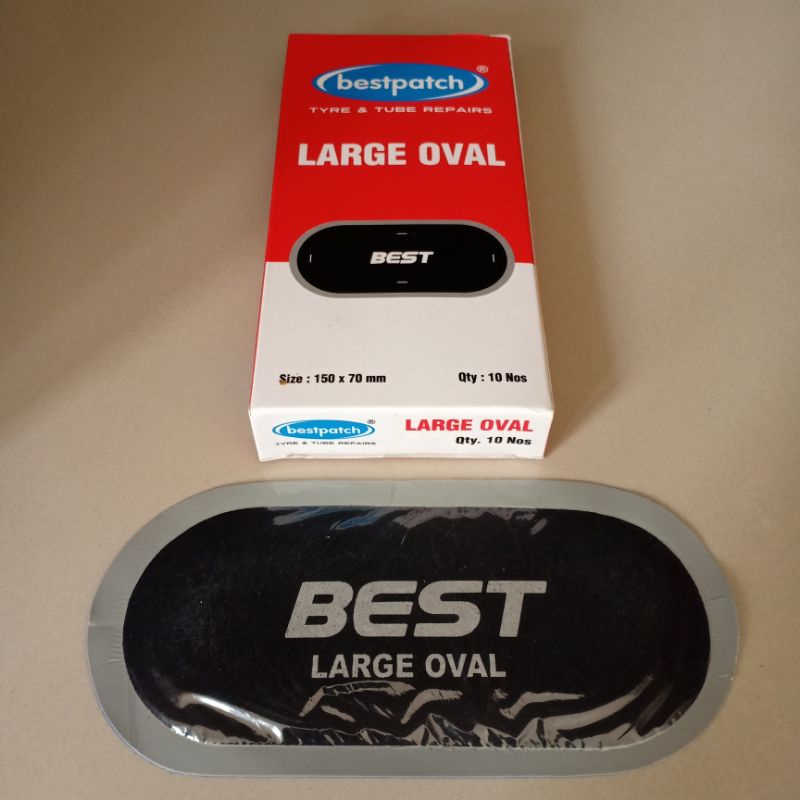 bestpatch®
TYRE & TUBE REPAIRS
LARGE OVAL
BEST
Size : 150 x 70 mm
Qty : 10 Nos
bestpatch®
TYRE & TUBE REPAIRS
LARGE OVAL
Qty. 10 Nos
BEST
LARGE OVAL